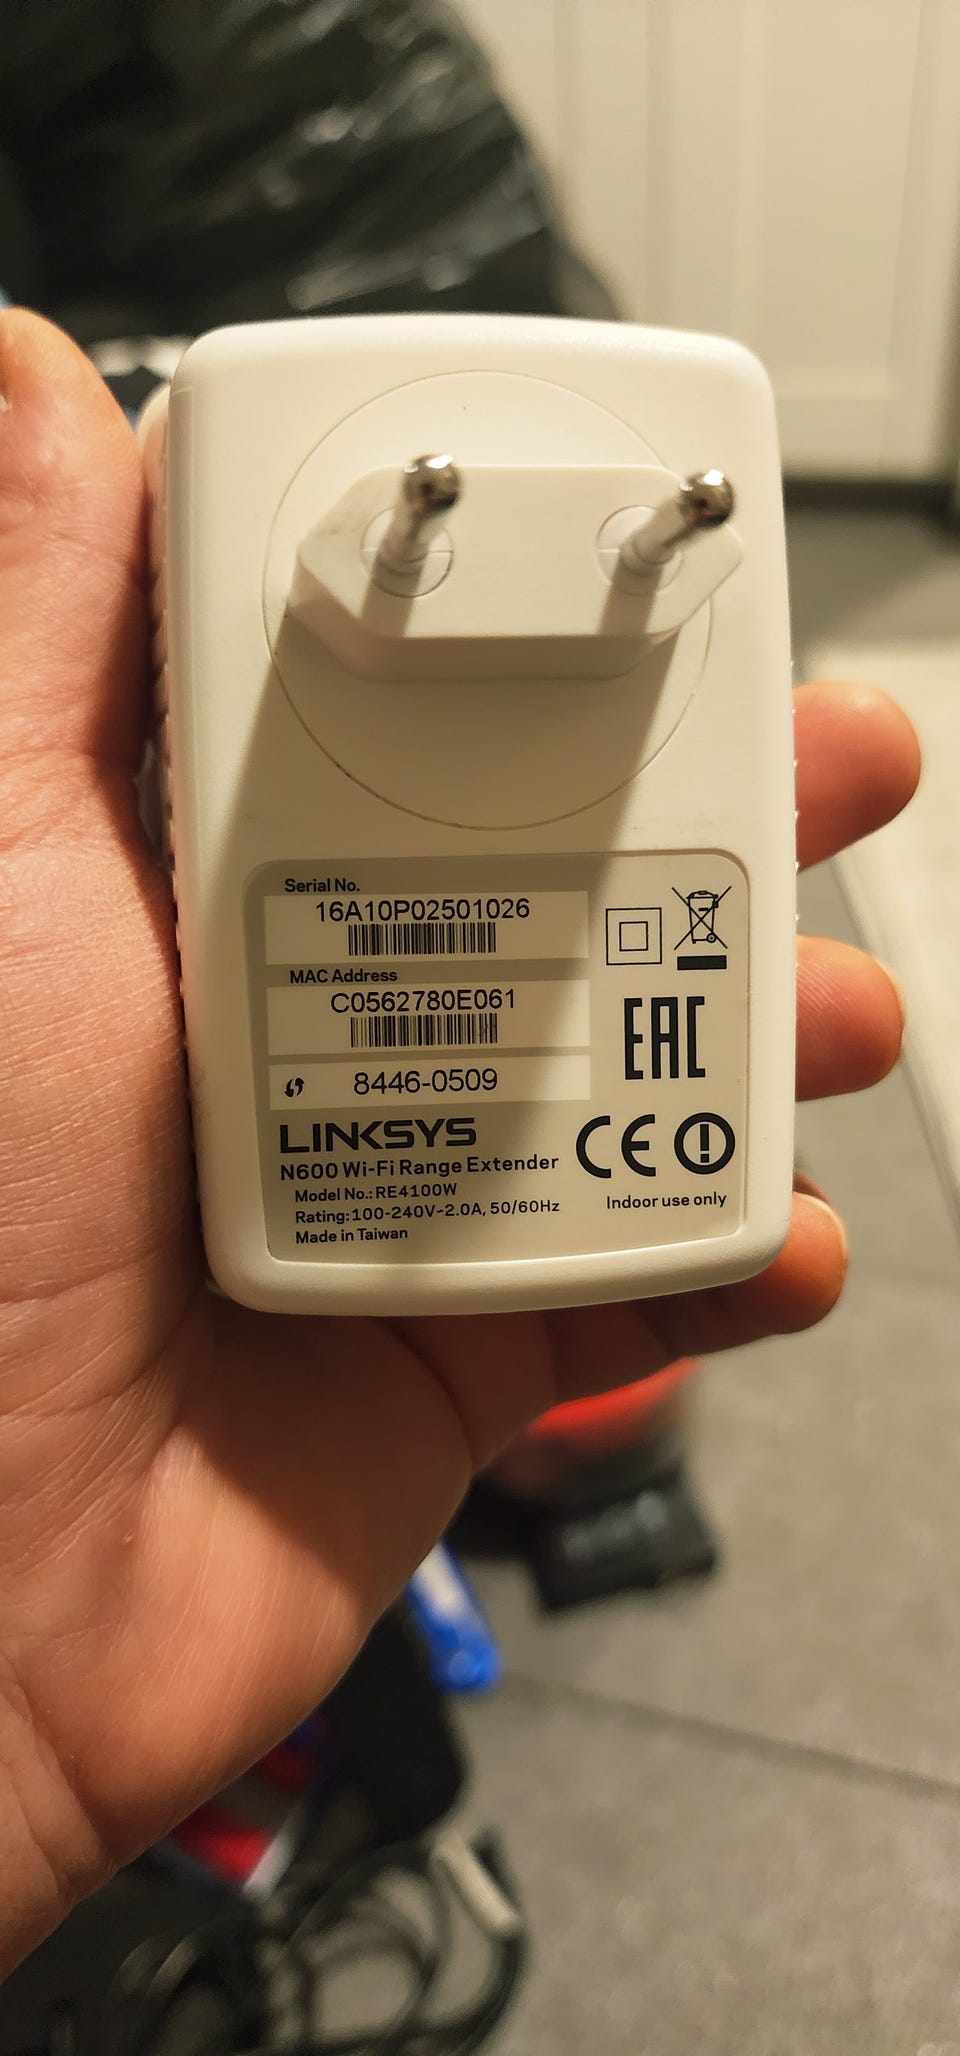 Serial No.
16A10P02501026
MAC Address
C0562780E061
8446-0509
LINKSYS
N600 Wi-Fi Range Extender
Model No.: RE4100W
Rating: 100-240V~2.0A, 50/60Hz
Made in Taiwan
EAC
CE
Indoor use only